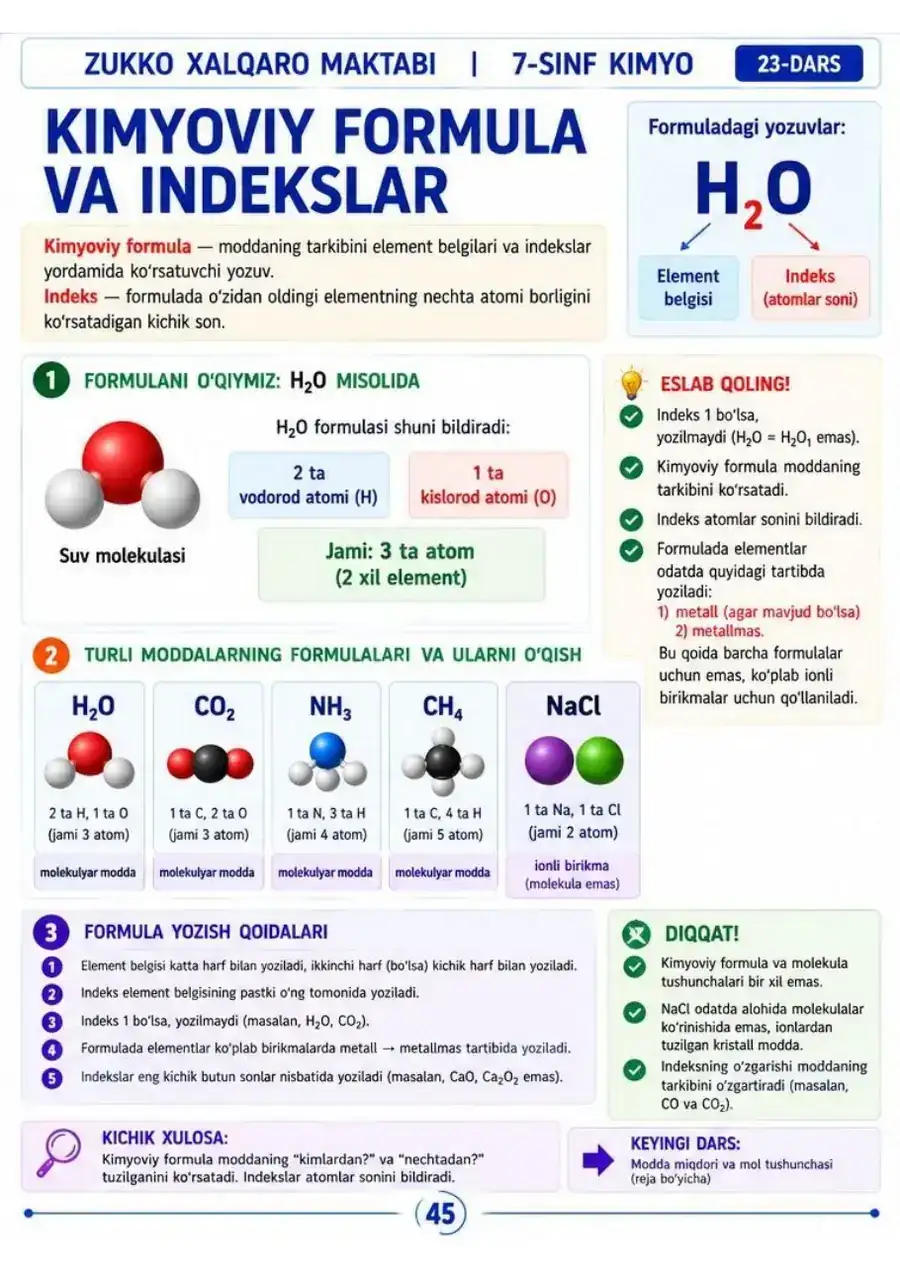 ZUKKO XALQARO MAKTABI | 7-SINF KIMYO
23-DARS
KIMYOVIY FORMULA
VA INDEKSLAR
Kimyoviy formula — moddaning tarkibini element belgilari va indekslar
yordamida ko‘rsatuvchi yozuv.
Indeks — formulada o‘zidan oldingi elementning nechta atomi borligini
ko‘rsatadigan kichik son.
Formuladagi yozuvlar:
H₂O
Element
belgisi
Indeks
(atomlar soni)
1 FORMULANI O‘QIYMIZ: H₂O MISOLIDA
H₂O formulasi shuni bildiradi:
2 ta
vodorod atomi (H)
1 ta
kislorod atomi (O)
Suv molekulasi
Jami: 3 ta atom
(2 xil element)
ESLAB QOLING!
Indeks 1 bo‘lsa,
yozilmaydi (H₂O = H₂O₁ emas).
Kimyoviy formula moddaning
tarkibini ko‘rsatadi.
Indeks atomlar sonini bildiradi.
Formulada elementlar
odatda quyidagi tartibda
yoziladi:
1) metall (agar mavjud bo‘lsa)
2) metallmas.
Bu qoida barcha formulalar
uchun emas, ko‘plab ionli
birikmalar uchun qo‘llaniladi.
2 TURLI MODDALARNING FORMULALARI VA ULARNI O‘QISH
H₂O
2 ta H, 1 ta O
(jami 3 atom)
molekulyar modda
CO₂
1 ta C, 2 ta O
(jami 3 atom)
molekulyar modda
NH₃
1 ta N, 3 ta H
(jami 4 atom)
molekulyar modda
CH₄
1 ta C, 4 ta H
(jami 5 atom)
molekulyar modda
NaCl
1 ta Na, 1 ta Cl
(jami 2 atom)
ionli birikma
(molekula emas)
3 FORMULA YOZISH QOIDALARI
1 Element belgisi katta harf bilan yoziladi, ikkinchi harf (bo‘lsa) kichik harf bilan yoziladi.
2 Indeks element belgisining pastki o‘ng tomonida yoziladi.
3 Indeks 1 bo‘lsa, yozilmaydi (masalan, H₂O, CO₂).
4 Formulada elementlar ko‘plab birikmalarda metall → metallmas tartibida yoziladi.
5 Indekslar eng kichik butun sonlar nisbatida yoziladi (masalan, CaO, Ca₂O₂ emas).
DIQQAT!
Kimyoviy formula va molekula
tushunchalari bir xil emas.
NaCl odatda alohida molekulalar
ko‘rinishida emas, ionlardan
tuzilgan kristall modda.
Indeksning o‘zgarishi moddaning
tarkibini o‘zgartiradi (masalan,
CO va CO₂).
KICHIK XULOSA:
Kimyoviy formula moddaning “kimlardan?” va “nechtadan?”
tuzilganini ko‘rsatadi. Indekslar atomlar sonini bildiradi.
KEYINGI DARS:
Modda miqdori va mol tushunchasi
(reja bo‘yicha)
45